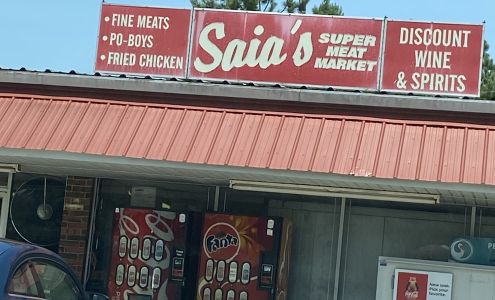 • FINE MEATS
• PO-BOYS
• FRIED CHICKEN
Saia's
SUPER
MEAT
MARKET
DISCOUNT
WINE
& SPIRITS
Fanta